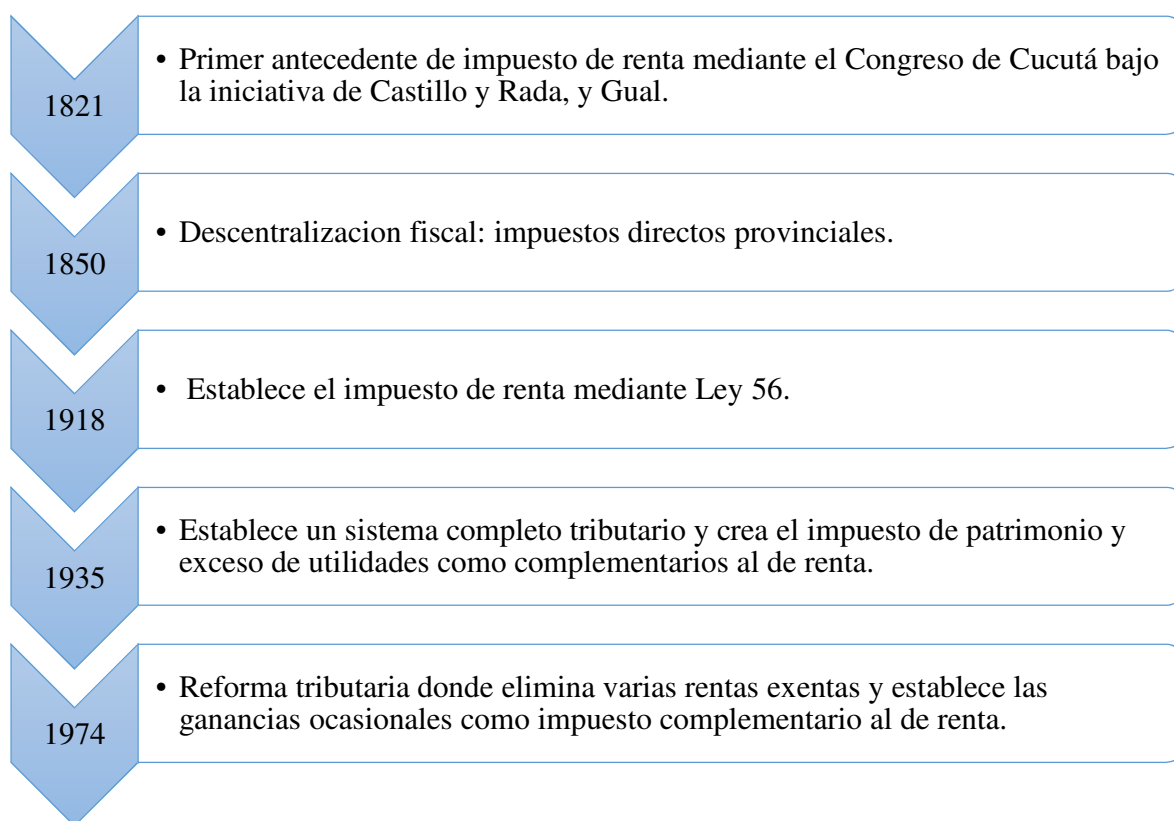 1821
• Primer antecedente de impuesto de renta mediante el Congreso de Cucutá bajo
la iniciativa de Castillo y Rada, y Gual.
1850
• Descentralizacion fiscal: impuestos directos provinciales.
1918
• Establece el impuesto de renta mediante Ley 56.
1935
• Establece un sistema completo tributario y crea el impuesto de patrimonio y
exceso de utilidades como complementarios al de renta.
1974
• Reforma tributaria donde elimina varias rentas exentas y establece las
ganancias ocasionales como impuesto complementario al de renta.